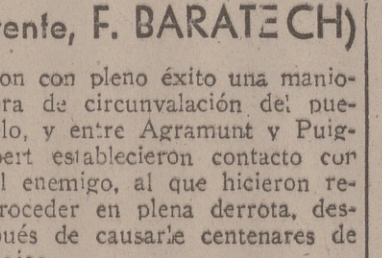 rente, F. BARATECH)
on con pleno éxito una manio-
ra de circunvalación del pue-
lo, y entre Agramunt y Puig-
bert establecieron contacto con
l enemigo, al que hicieron re-
roceder en plena derrota, des-
ués de causarle centenares de